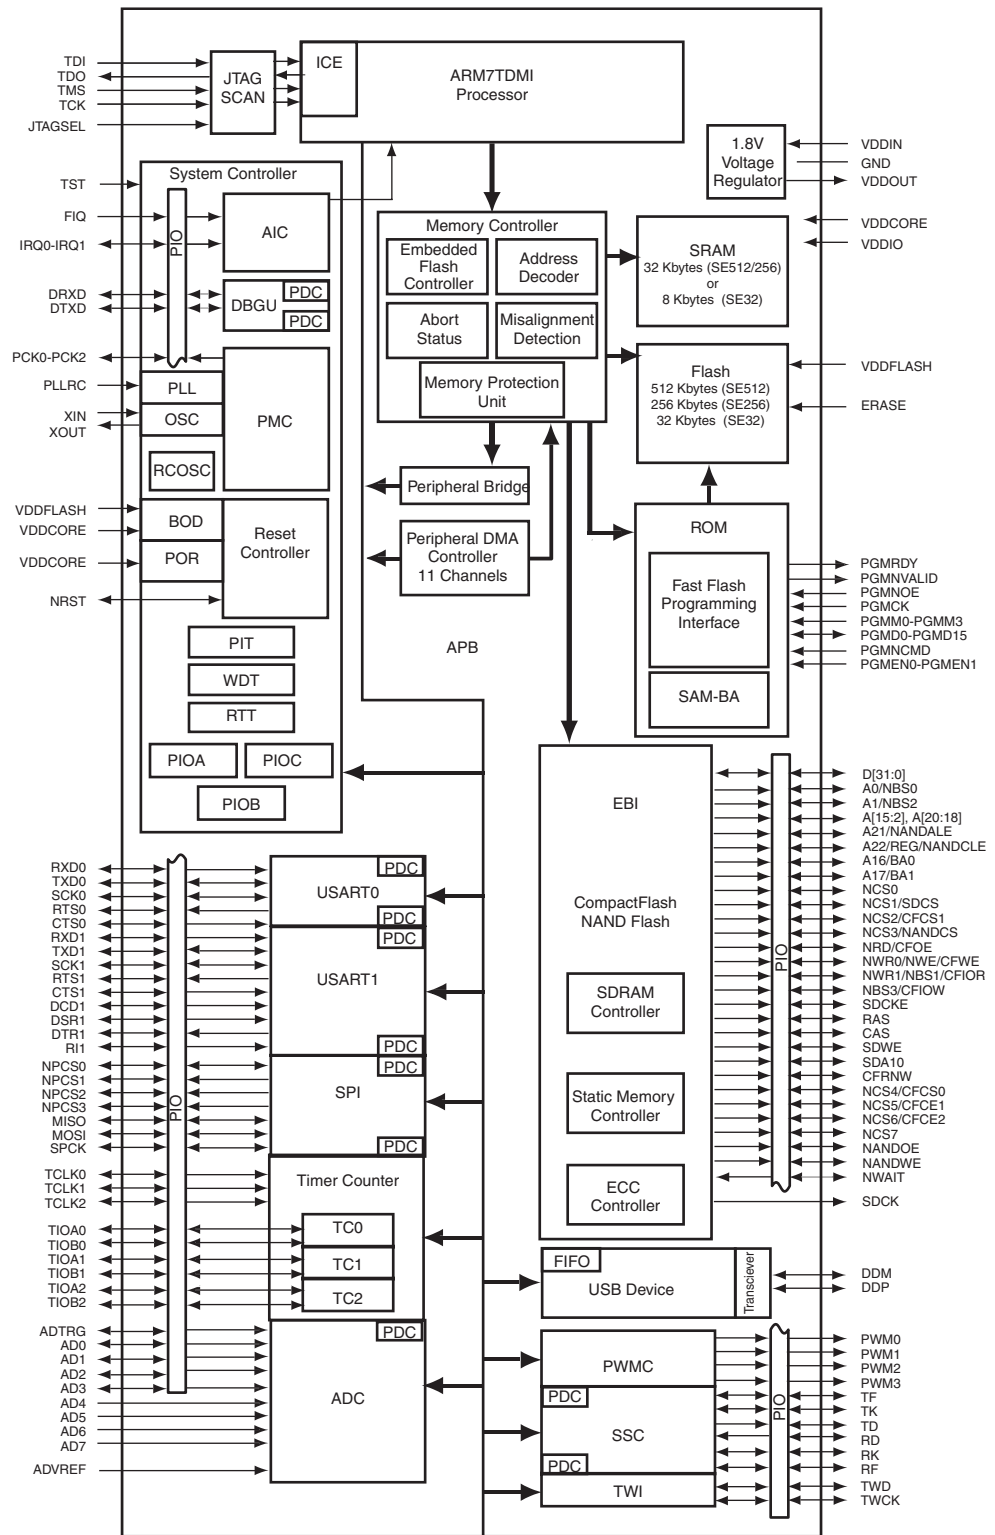 TDI
TDO
TMS
TCK
JTAGSEL
JTAG
SCAN
ICE
ARM7TDMI
Processor
1.8V
Voltage
Regulator
VDDIN
GND
VDDOUT
VDDCORE
VDDIO
System Controller
TST
FIQ
IRQ0-IRQ1
PIO
AIC
DRXD
DTXD
DBGU
PDC
PDC
PCK0-PCK2
PLLRC
PLL
XIN
XOUT
OSC
PMC
RCOSC
VDDFLASH
VDDCORE
BOD
VDDCORE
POR
Reset
Controller
NRST
PIT
WDT
RTT
PIOA
PIOC
PIOB
Memory Controller
Embedded
Flash
Controller
Address
Decoder
Abort
Status
Misalignment
Detection
Memory Protection
Unit
SRAM
32 Kbytes (SE512/256)
or
8 Kbytes (SE32)
Flash
512 Kbytes (SE512)
256 Kbytes (SE256)
32 Kbytes (SE32)
VDDFLASH
ERASE
Peripheral Bridge
Peripheral DMA
Controller
11 Channels
APB
ROM
Fast Flash
Programming
Interface
SAM-BA
PGMRDY
PGMNVALID
PGMNOE
PGMCK
PGMM0-PGMM3
PGMD0-PGMD15
PGMNCMD
PGMEN0-PGMEN1
EBI
CompactFlash
NAND Flash
SDRAM
Controller
Static Memory
Controller
ECC
Controller
PIO
D[31:0]
A0/NBS0
A1/NBS2
A[15:2], A[20:18]
A21/NANDALE
A22/REG/NANDCLE
A16/BA0
A17/BA1
NCS0
NCS1/SDCS
NCS2/CFCS1
NCS3/NANDCS
NRD/CFOE
NWR0/NWE/CFWE
NWR1/NBS1/CFIOR
NBS3/CFIOW
SDCKE
RAS
CAS
SDWE
SDA10
CFRNW
NCS4/CFCS0
NCS5/CFCE1
NCS6/CFCE2
NCS7
NANDOE
NANDWE
NWAIT
SDCK
RXD0
TXD0
SCK0
RTS0
CTS0
RXD1
TXD1
SCK1
RTS1
CTS1
DCD1
DSR1
DTR1
RI1
NPCS0
NPCS1
NPCS2
NPCS3
MISO
MOSI
SPCK
TCLK0
TCLK1
TCLK2
TIOA0
TIOB0
TIOA1
TIOB1
TIOA2
TIOB2
ADTRG
AD0
AD1
AD2
AD3
AD4
AD5
AD6
AD7
ADVREF
PIO
PDC
USART0
PDC
PDC
USART1
PDC
PDC
SPI
PDC
Timer Counter
TC0
TC1
TC2
PDC
ADC
FIFO
USB Device
Transciever
DDM
DDP
PWMC
PDC
SSC
PDC
TWI
PIO
PWM0
PWM1
PWM2
PWM3
TF
TK
TD
RD
RK
RF
TWD
TWCK